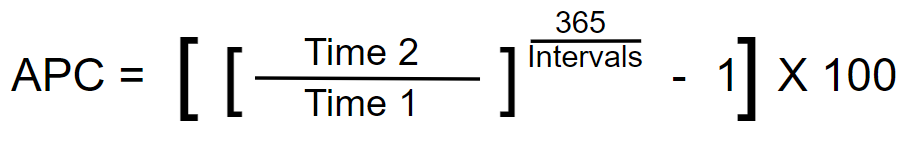 365
APC = [ [ Time 2 ] Intervals - 1 ] X 100
Time 1